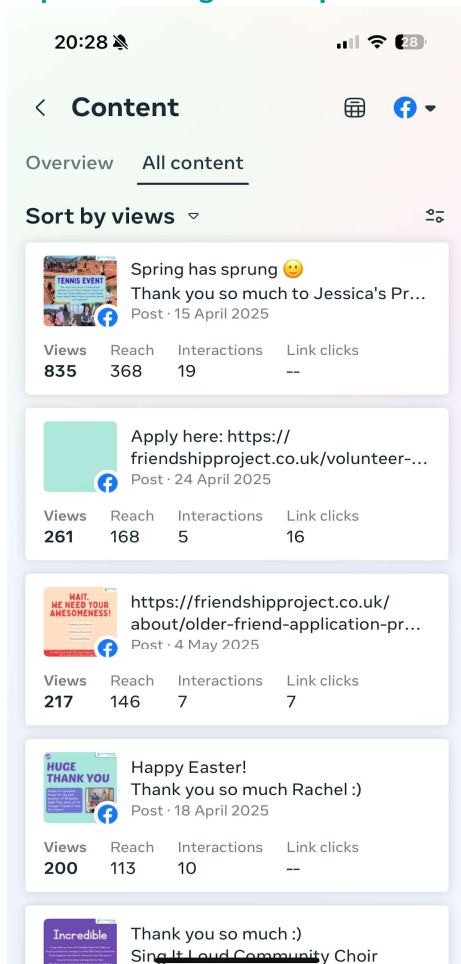 20:28
28
Content
Overview All content
Sort by views
TENNIS EVENT
Spring has sprung 🙂
Thank you so much to Jessica's Pr...
Post · 15 April 2025
Views Reach Interactions Link clicks
835 368 19 --
Apply here: https://
friendshipproject.co.uk/volunteer-...
Post · 24 April 2025
Views Reach Interactions Link clicks
261 168 5 16
WAIT,
WE NEED YOUR
AWESOMENESS!
https://friendshipproject.co.uk/
about/older-friend-application-pr...
Post · 4 May 2025
Views Reach Interactions Link clicks
217 146 7 7
HUGE
THANK YOU
Happy Easter!
Thank you so much Rachel :)
Post · 18 April 2025
Views Reach Interactions Link clicks
200 113 10 --
Incredible
Thank you so much :)
Sing It Loud Community Choir